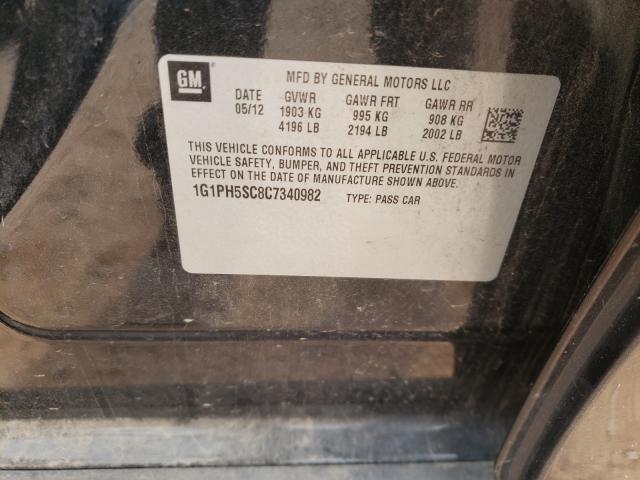 GM
MFD BY GENERAL MOTORS LLC
DATE GVWR GAWR FRT GAWR RR
05/12 1903 KG 995 KG 908 KG
4196 LB 2194 LB 2002 LB
THIS VEHICLE CONFORMS TO ALL APPLICABLE U.S. FEDERAL MOTOR
VEHICLE SAFETY, BUMPER, AND THEFT PREVENTION STANDARDS IN
EFFECT ON THE DATE OF MANUFACTURE SHOWN ABOVE.
1G1PH5SC8C7340982 TYPE: PASS CAR